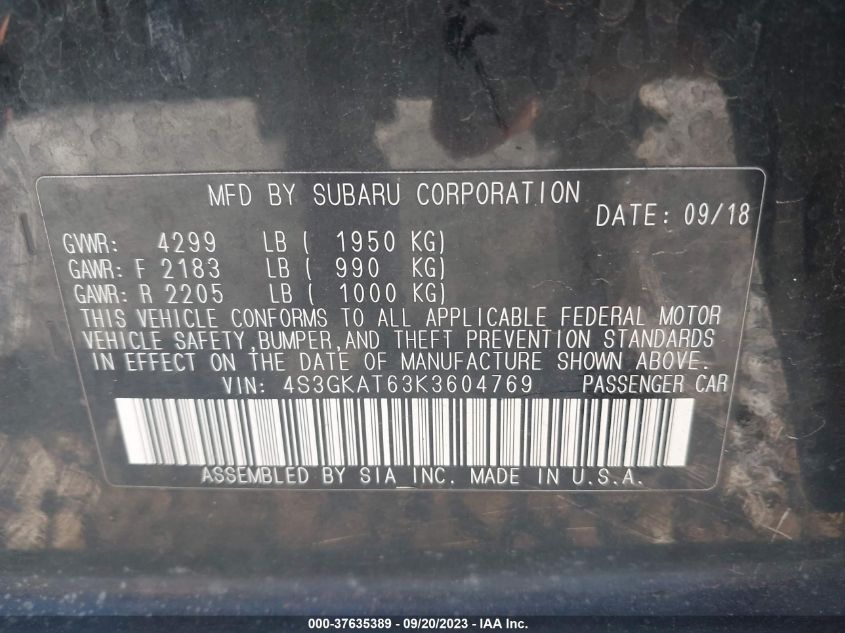 MFD BY SUBARU CORPORATION
DATE: 09/18
GVWR: 4299 LB ( 1950 KG)
GAWR: F 2183 LB ( 990 KG)
GAWR: R 2205 LB ( 1000 KG)
THIS VEHICLE CONFORMS TO ALL APPLICABLE FEDERAL MOTOR
VEHICLE SAFETY,BUMPER,AND THEFT PREVENTION STANDARDS
IN EFFECT ON THE DATE OF MANUFACTURE SHOWN ABOVE.
VIN: 4S3GKAT63K3604769 PASSENGER CAR
ASSEMBLED BY SIA INC. MADE IN U.S.A.
000-37635389 - 09/20/2023 - IAA Inc.